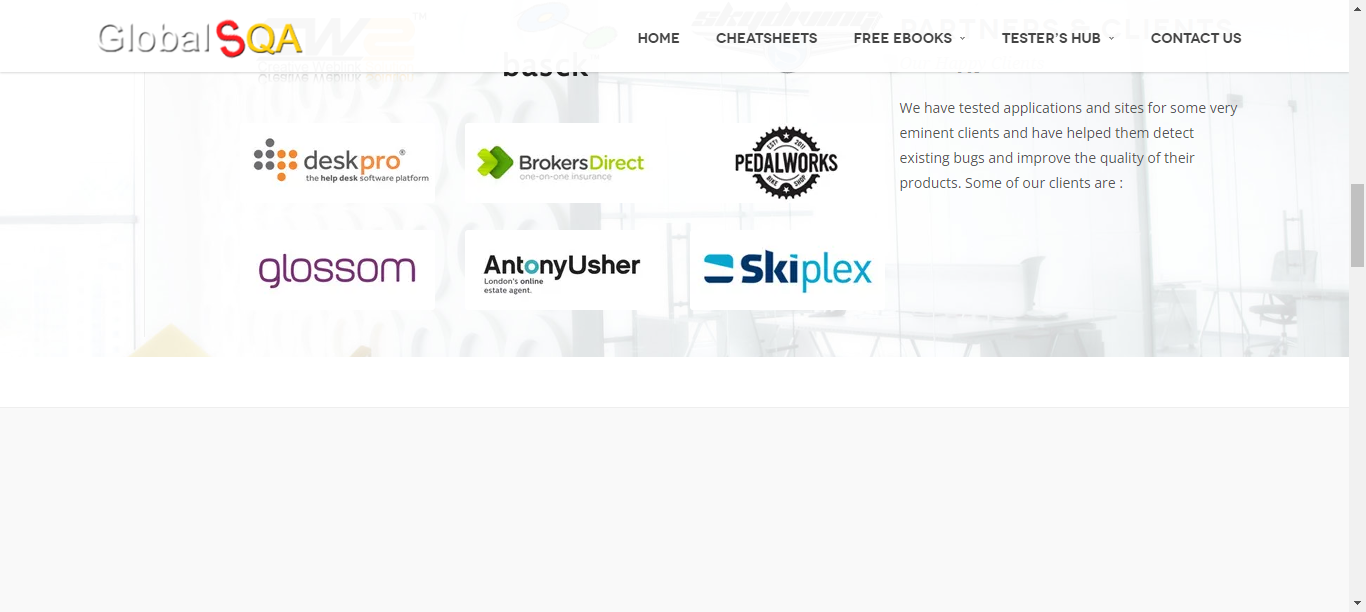 Global SQA
HOME
CHEATSHEETS
FREE EBOOKS
TESTER'S HUB
CONTACT US
PARTNERS & CLIENTS
basck
We have tested applications and sites for some very
eminent clients and have helped them detect
existing bugs and improve the quality of their
products. Some of our clients are :
deskpro®
the help desk software platform
BrokersDirect
one-on-one insurance
ESTD 2011
PEDALWORKS
BIKE SHOP
glossom
AntonyUsher
London's online
estate agent.
Skiplex